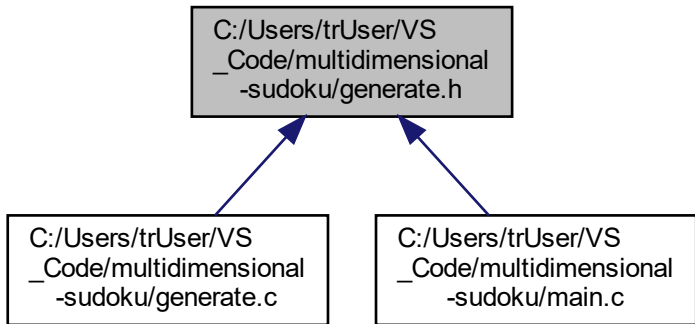 C:/Users/trUser/VS
_Code/multidimensional
-sudoku/generate.h
C:/Users/trUser/VS
_Code/multidimensional
-sudoku/generate.c
C:/Users/trUser/VS
_Code/multidimensional
-sudoku/main.c